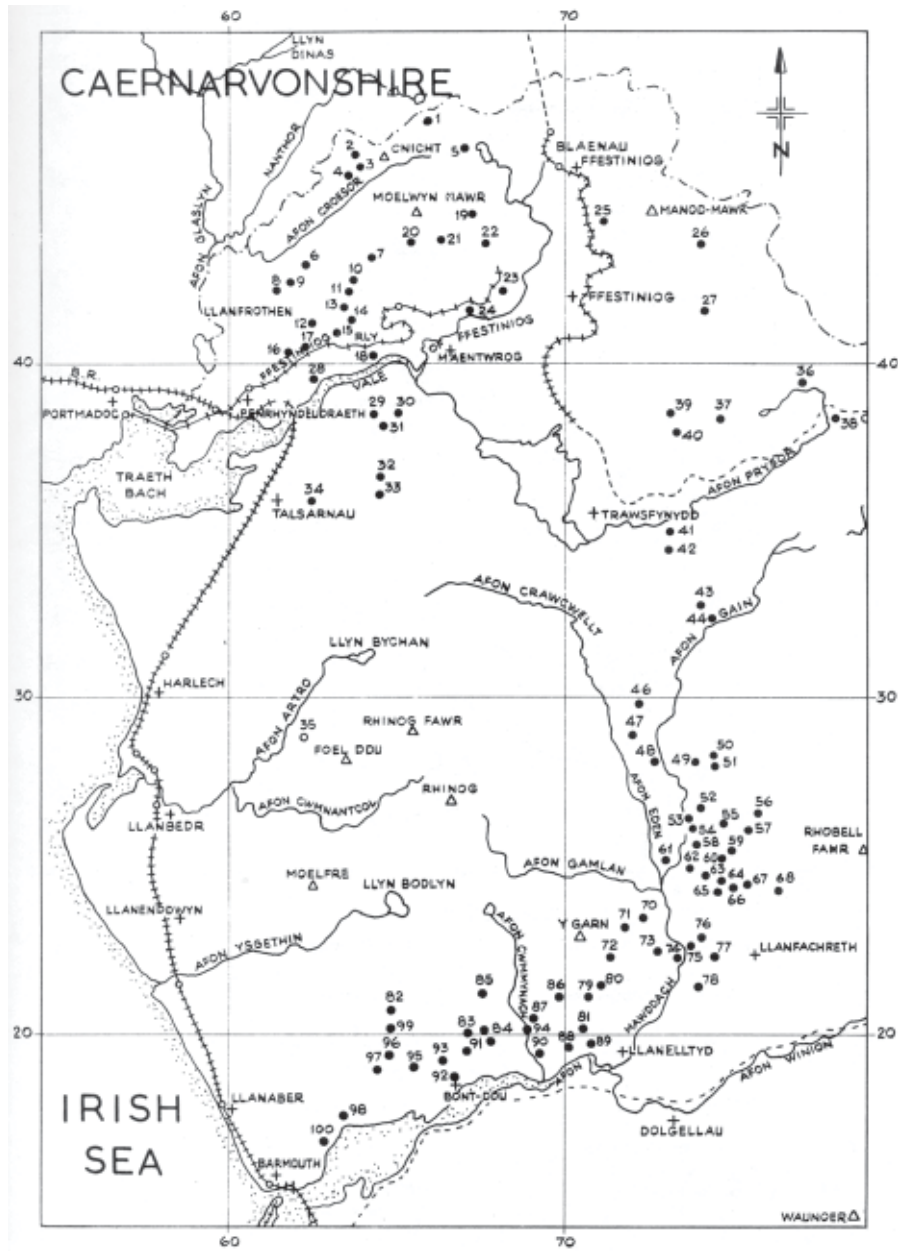 60
70
LLYN
DINAS
CAERNARVONSHIRE
NANTMOR
AFON GLASLYN
1
2
3
4
CNICHT
5
AFON CROESOR
BLAENAU
FFESTINIOG
N
MOELWYN MAWR
19
20
21
22
25
MANOD-MAWR
26
6
7
8
9
10
11
23
FFESTINIOG
27
LLANFROTHEN
13
14
24
12
15
17
16
RLY
FFESTINIOG
FFESTINIOG
MAENTWROG
18
40
40
B.R.
28
VALE
36
PORTMADOC
PENRHYNDEUDRAETH
29
30
31
39
37
40
38
TRAETH
BACH
32
33
34
TALSARNAU
AFON PRYSOR
TRAWSFYNYDD
41
42
AFON CRAWCWELLT
43
44
AFON GAIN
LLYN BYCHAN
HARLECH
30
30
AFON ARTRO
35
RHINOG FAWR
FOEL DDU
46
47
48
49
50
51
AFON CWMNANTCOL
RHINOG
AFON EDEN
LLANBEDR
52
53
54
55
56
57
58
59
60
61
62
63
64
65
66
67
68
RHOBELL
FAWR
AFON GAMLAN
MOELFRE
LLYN BODLYN
LLANENDDWYN
AFON YSGETHIN
AFON CWMMYNACH
Y GARN
70
71
72
73
74
75
76
77
78
LLANFACHRETH
85
86
79
80
82
87
99
83
84
94
81
MAWDDACH
20
20
96
97
95
93
91
92
90
88
89
LLANELLTYD
AFON
AFON WNION
BONT-DDU
IRISH
SEA
LLANABER
98
100
DOLGELLAU
BARMOUTH
WAUNOER
60
70